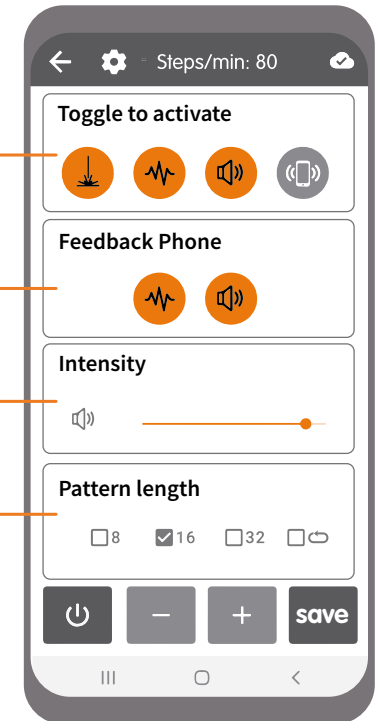 Steps/min: 80
Toggle to activate
Feedback Phone
Intensity
Pattern length
8 16 32
save